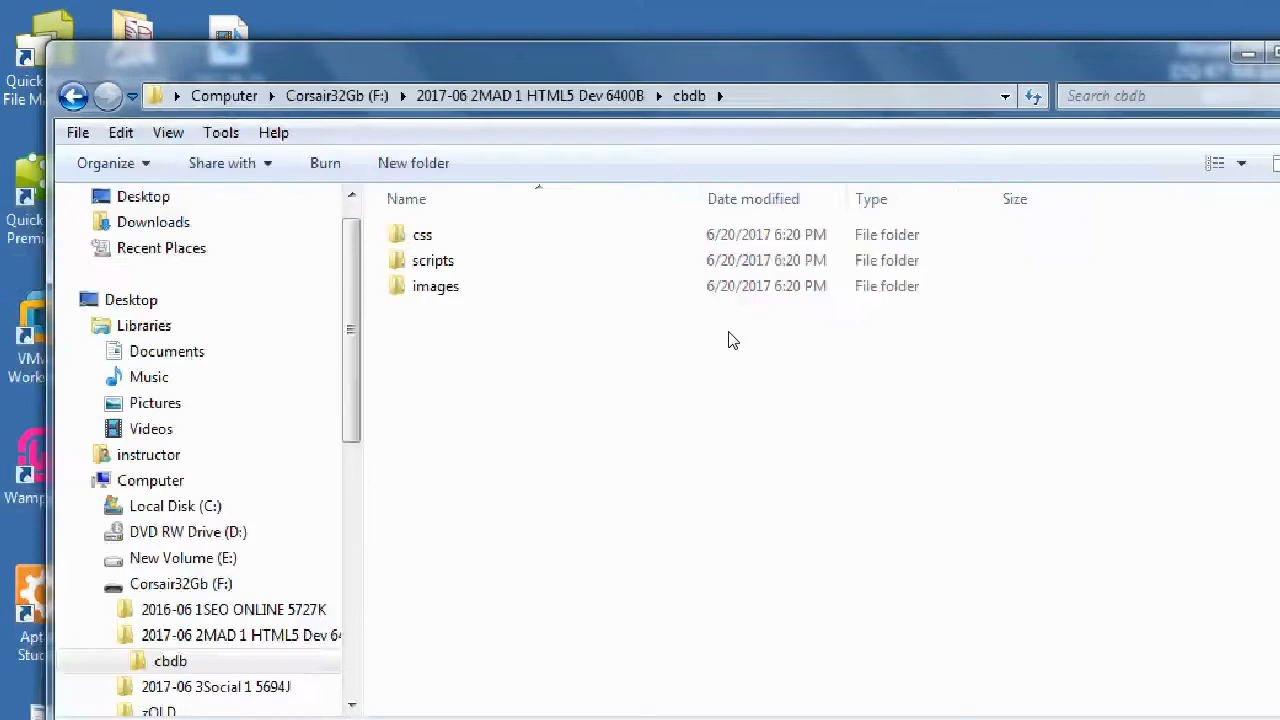 Quick
File M
Computer Corsair32Gb (F:) 2017-06 2MAD 1 HTML5 Dev 6400B cbdb
Search cbdb
File Edit View Tools Help
Organize Share with Burn New folder
Name Date modified Type Size
css 6/20/2017 6:20 PM File folder
scripts 6/20/2017 6:20 PM File folder
images 6/20/2017 6:20 PM File folder
Desktop
Downloads
Recent Places
Desktop
Libraries
Documents
Music
Pictures
Videos
instructor
Computer
Local Disk (C:)
DVD RW Drive (D:)
New Volume (E:)
Corsair32Gb (F:)
2016-06 1SEO ONLINE 5727K
2017-06 2MAD 1 HTML5 Dev 64
cbdb
2017-06 3Social 1 5694J
zOLD
Quick
Premi
VM
Work
Wamp
Apt
Stu